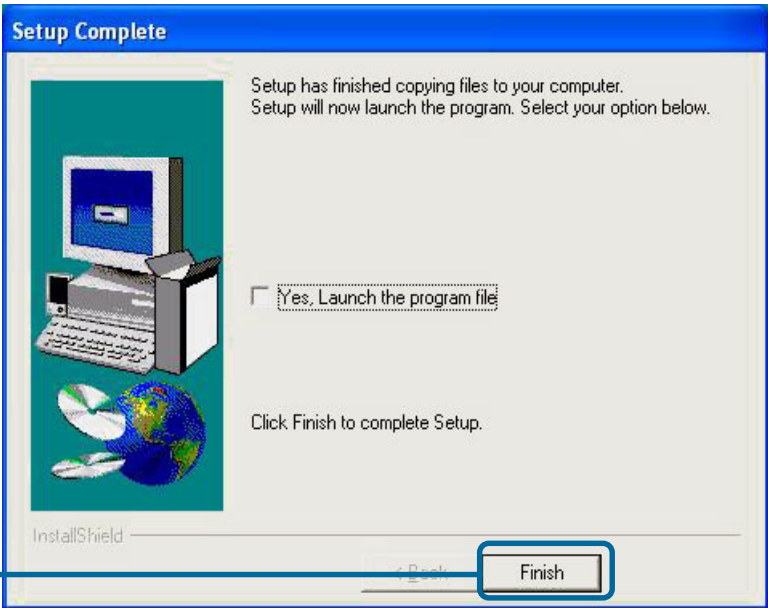 Setup Complete
Setup has finished copying files to your computer.
Setup will now launch the program. Select your option below.
Yes, Launch the program file
Click Finish to complete Setup.
InstallShield
< Back Finish